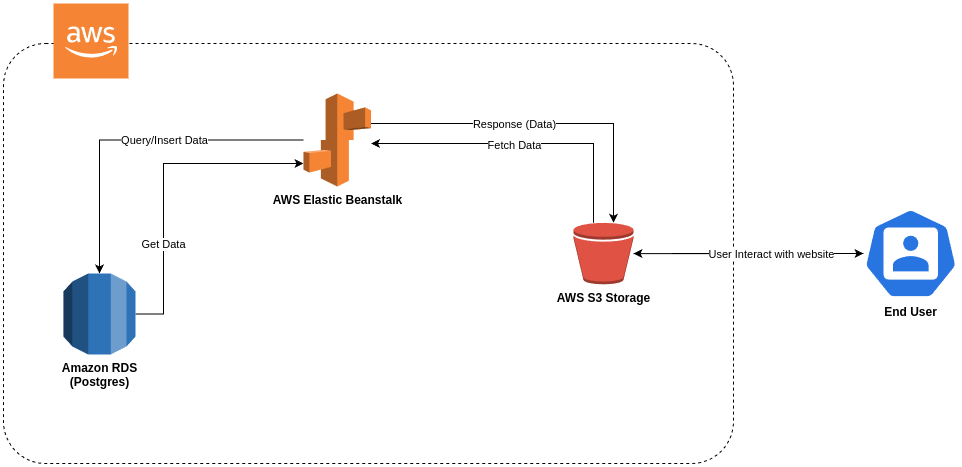 aws
Query/Insert Data
Response (Data)
Fetch Data
AWS Elastic Beanstalk
Get Data
User Interact with website
AWS S3 Storage
End User
Amazon RDS
(Postgres)